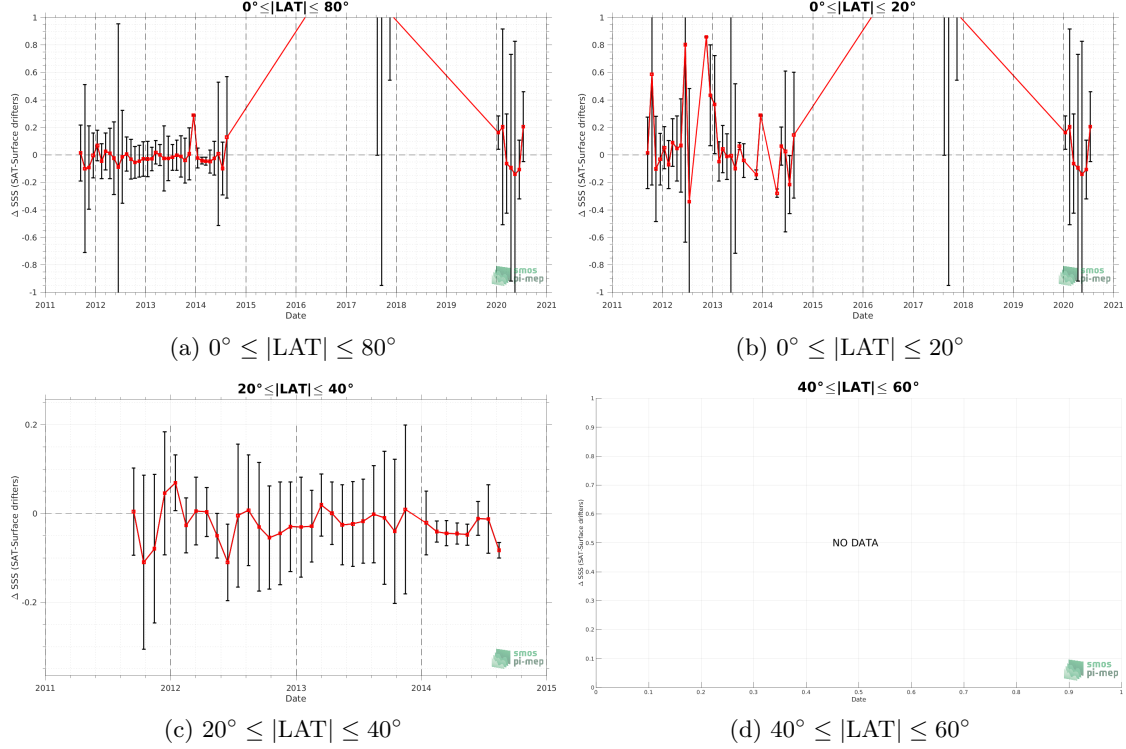 0°≤|LAT|≤ 80°
Δ SSS (SAT-Surface drifters)
1
0.8
0.6
0.4
0.2
0
-0.2
-0.4
-0.6
-0.8
-1
2011 2012 2013 2014 2015 2016 2017 2018 2019 2020 2021
Date
smos
pi-mep
(a) 0° ≤ |LAT| ≤ 80°
0°≤|LAT|≤ 20°
Δ SSS (SAT-Surface drifters)
1
0.8
0.6
0.4
0.2
0
-0.2
-0.4
-0.6
-0.8
-1
2011 2012 2013 2014 2015 2016 2017 2018 2019 2020 2021
Date
smos
pi-mep
(b) 0° ≤ |LAT| ≤ 20°
20°≤|LAT|≤ 40°
Δ SSS (SAT-Surface drifters)
0.2
0
-0.2
2011 2012 2013 2014 2015
Date
smos
pi-mep
(c) 20° ≤ |LAT| ≤ 40°
40°≤|LAT|≤ 60°
Δ SSS (SAT-Surface drifters)
1
0.9
0.8
0.7
0.6
0.5
0.4
0.3
0.2
0.1
0
NO DATA
0 0.1 0.2 0.3 0.4 0.5 0.6 0.7 0.8 0.9 1
Date
smos
pi-mep
(d) 40° ≤ |LAT| ≤ 60°